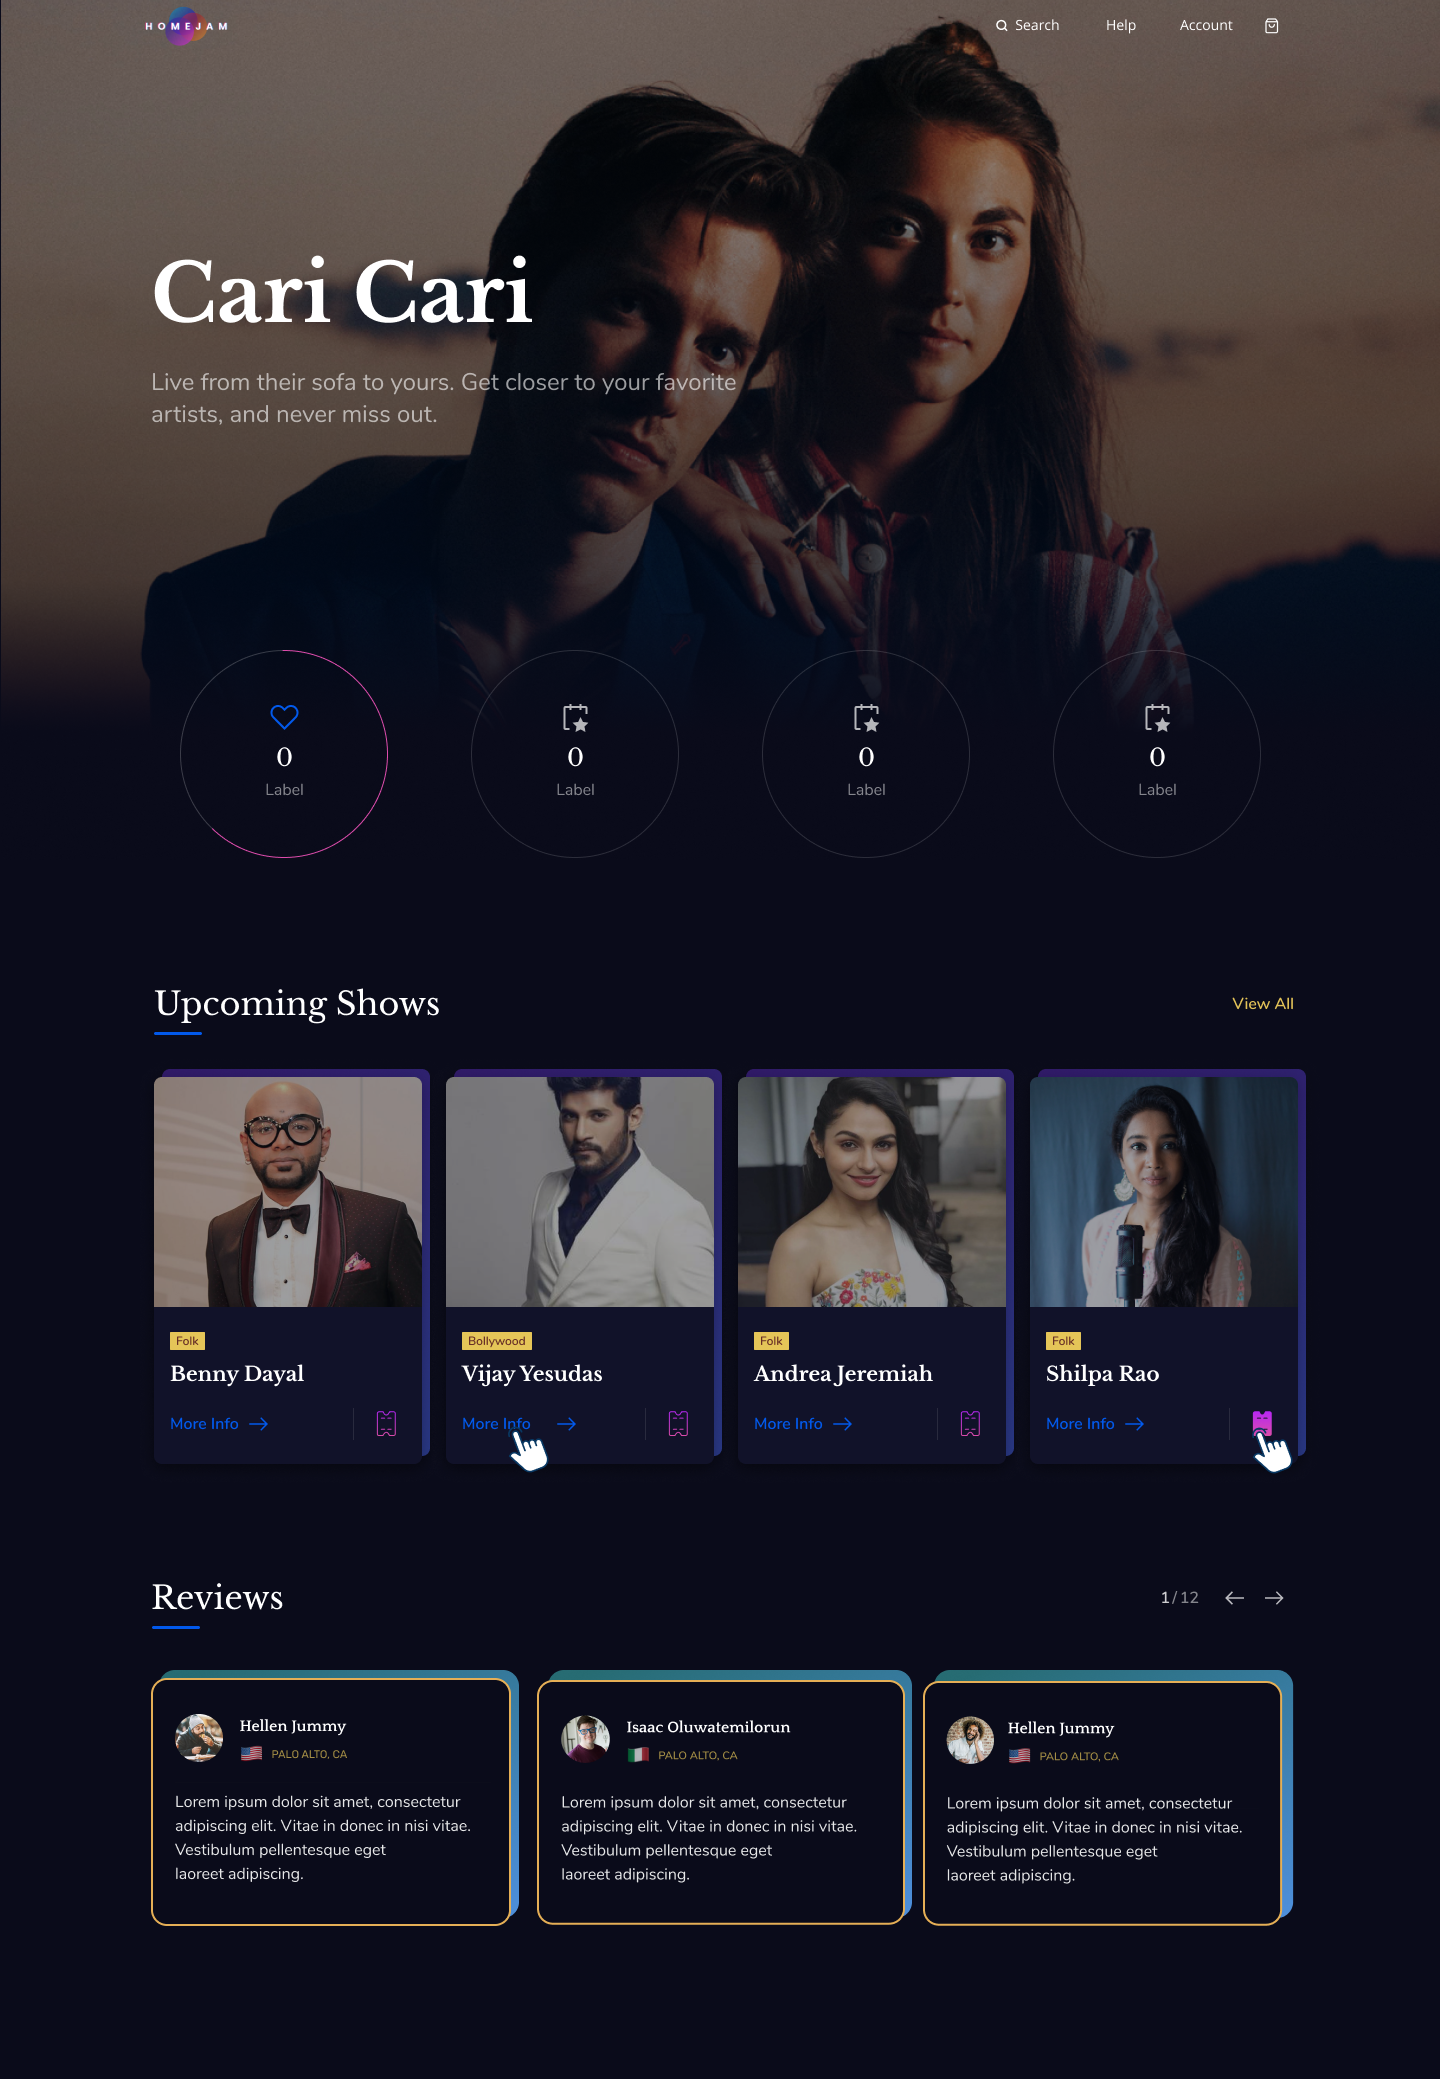 HOMEJAM
Search
Help
Account
Cari Cari
Live from their sofa to yours. Get closer to your favorite
artists, and never miss out.
0
Label
0
Label
0
Label
0
Label
Upcoming Shows
View All
Folk
Benny Dayal
More Info
Bollywood
Vijay Yesudas
More Info
Folk
Andrea Jeremiah
More Info
Folk
Shilpa Rao
More Info
Reviews
1 / 12
Hellen Jummy
PALO ALTO, CA
Lorem ipsum dolor sit amet, consectetur
adipiscing elit. Vitae in donec in nisi vitae.
Vestibulum pellentesque eget
laoreet adipiscing.
Isaac Oluwatemilorun
PALO ALTO, CA
Lorem ipsum dolor sit amet, consectetur
adipiscing elit. Vitae in donec in nisi vitae.
Vestibulum pellentesque eget
laoreet adipiscing.
Hellen Jummy
PALO ALTO, CA
Lorem ipsum dolor sit amet, consectetur
adipiscing elit. Vitae in donec in nisi vitae.
Vestibulum pellentesque eget
laoreet adipiscing.